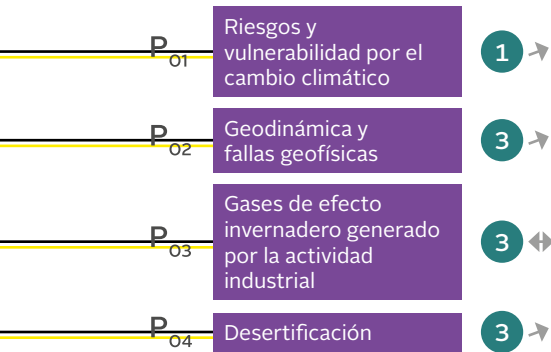 P01
Riesgos y
vulnerabilidad por el
cambio climático
1
P02
Geodinámica y
fallas geofísicas
3
P03
Gases de efecto
invernadero generado
por la actividad
industrial
3
P04
Desertificación
3